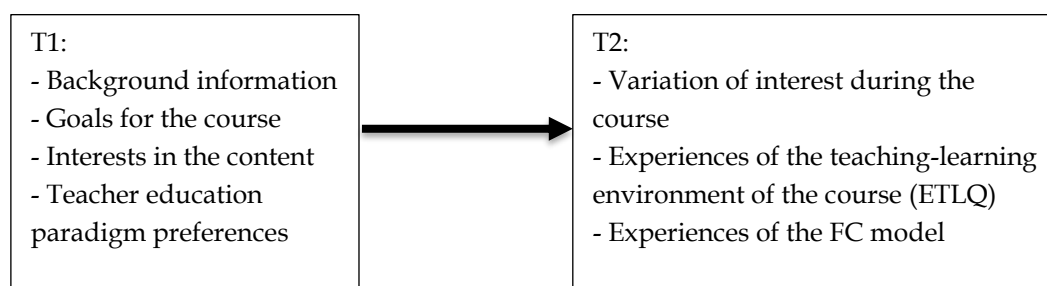 T1:
- Background information
- Goals for the course
- Interests in the content
- Teacher education
paradigm preferences
T2:
- Variation of interest during the
course
- Experiences of the teaching-learning
environment of the course (ETLQ)
- Experiences of the FC model